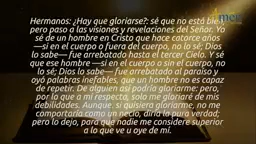 Hermanos: ¿Hay que gloriarse?: sé que no está bien,
pero paso a las visiones y revelaciones del Señor. Yo
sé de un hombre en Cristo que hace catorce años
—si en el cuerpo o fuera del cuerpo, no lo sé; Dios
lo sabe— fue arrebatado hasta el tercer Cielo. Y sé
que ese hombre —si en el cuerpo o sin el cuerpo, no
lo sé; Dios lo sabe— fue arrebatado al paraíso y
oyó palabras inefables, que un hombre no es capaz
de repetir. De alguien así podría gloriarme; pero,
por lo que a mí respecta, solo me gloriaré de mis
debilidades. Aunque, si quisiera gloriarme, no me
comportaría como un necio, diría la pura verdad;
pero lo dejo, para que nadie me considere superior
a lo que ve u oye de mí.